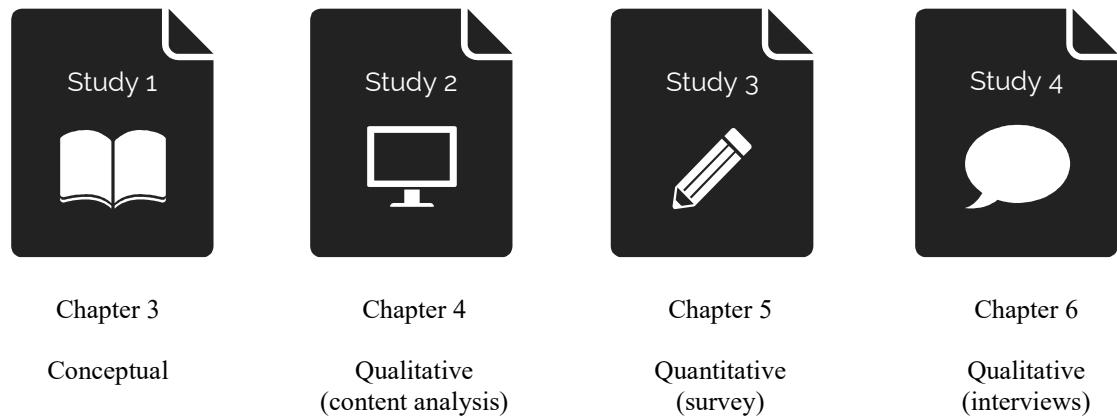 Study 1
Study 2
Study 3
Study 4
Chapter 3
Chapter 4
Chapter 5
Chapter 6
Conceptual
Qualitative
(content analysis)
Quantitative
(survey)
Qualitative
(interviews)